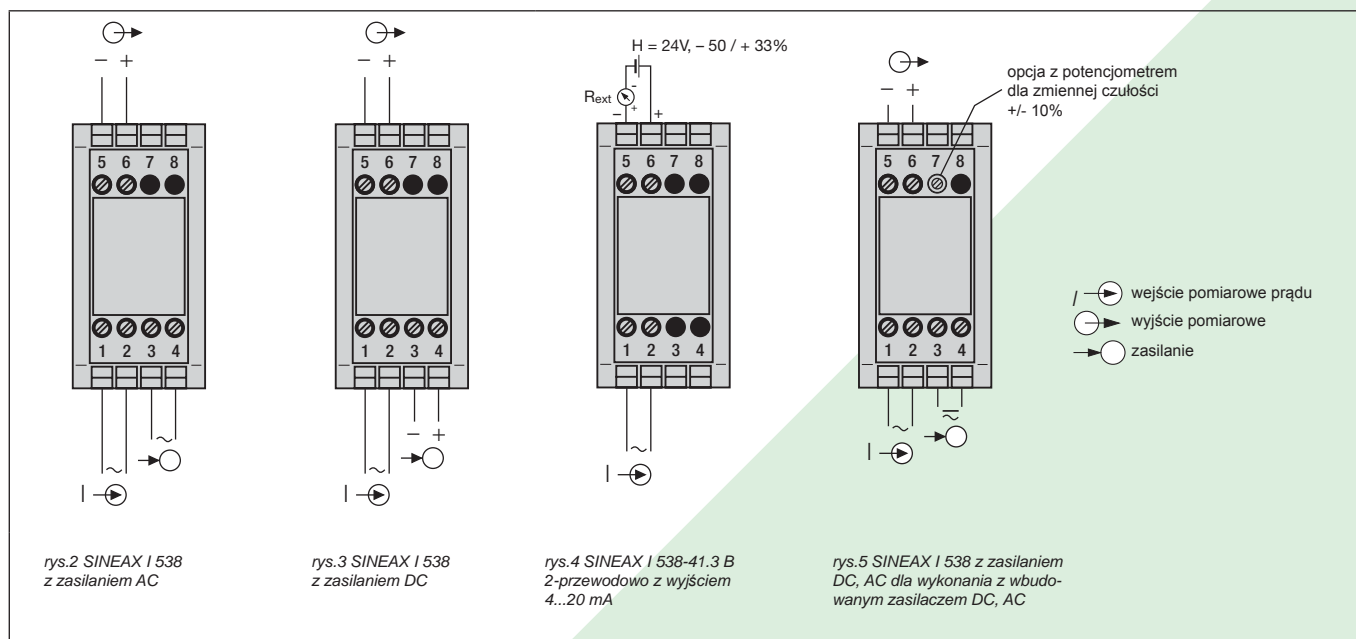 − +
5 6 7 8
1 2 3 4
~
~
I
rys.2 SINEAX I 538
z zasilaniem AC
− +
5 6 7 8
1 2 3 4
− +
~
I
rys.3 SINEAX I 538
z zasilaniem DC
H = 24V, – 50 / + 33%
-
Rext
+
− +
5 6 7 8
1 2 3 4
~
I
rys.4 SINEAX I 538-41.3 B
2-przewodowo z wyjściem
4...20 mA
opcja z potencjometrem
dla zmiennej czułości
+/- 10%
− +
5 6 7 8
1 2 3 4
~
I
rys.5 SINEAX I 538 z zasilaniem
DC, AC dla wykonania z wbudo-
wanym zasilaczem DC, AC
I wejście pomiarowe prądu
wyjście pomiarowe
zasilanie